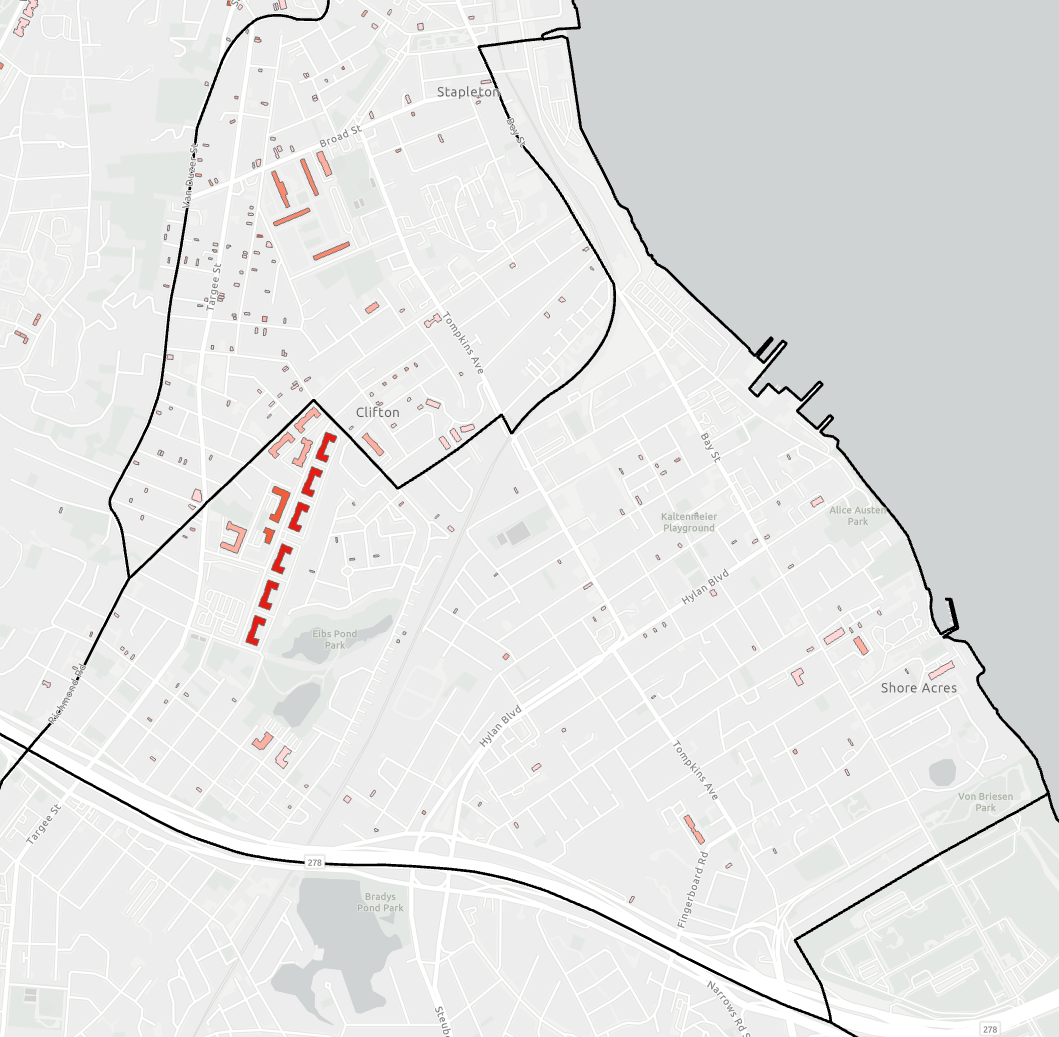 Stapleton
Bay St
Broad St
Van Duzer St
Targee St
Tompkins Ave
Clifton
Bay St
Alice Austen
Park
Kaltenmeier
Playground
Hylan Blvd
Eibs Pond
Park
Richmond Rd
Shore Acres
Hylan Blvd
Tompkins Ave
Von Briesen
Park
Targee St
278
Fingerboard Rd
Bradys
Pond Park
Narrows Rd S
Steube
278